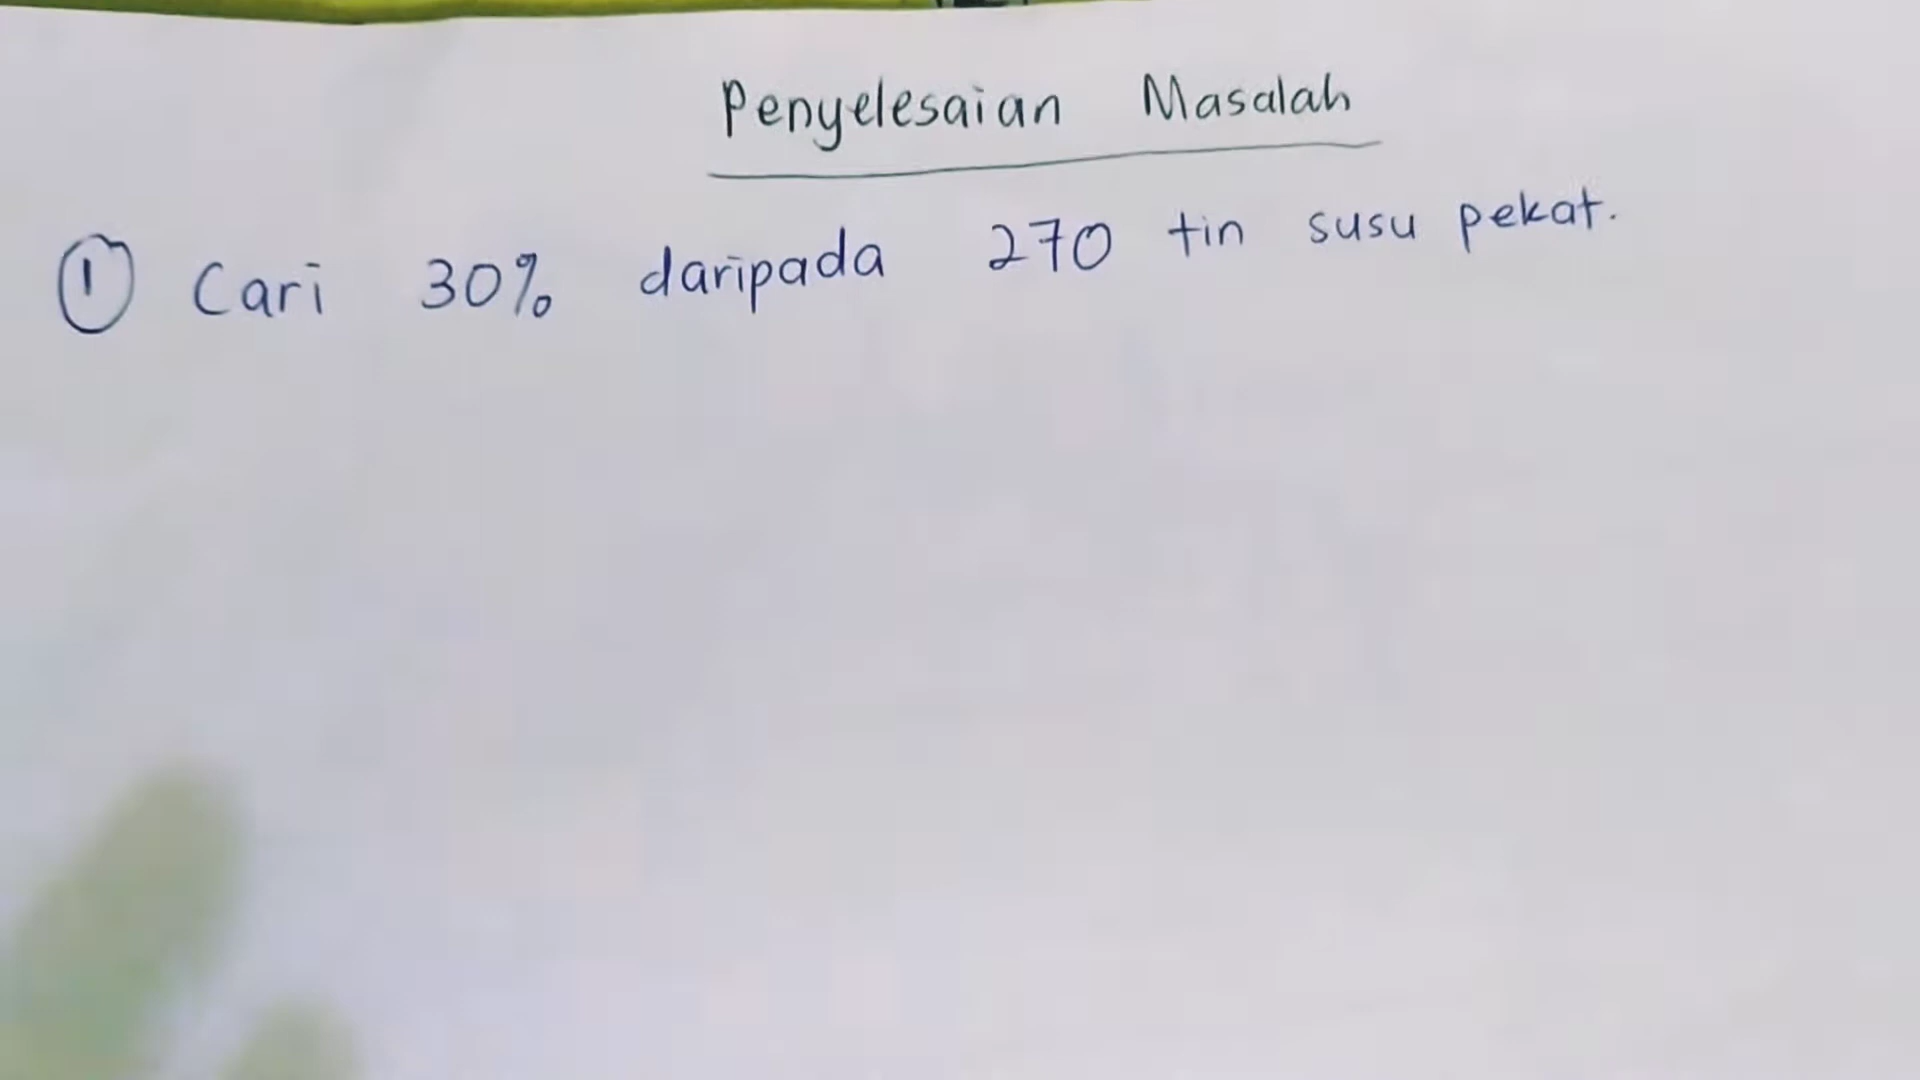 Penyelesaian Masalah
① Cari 30% daripada 270 tin susu pekat.